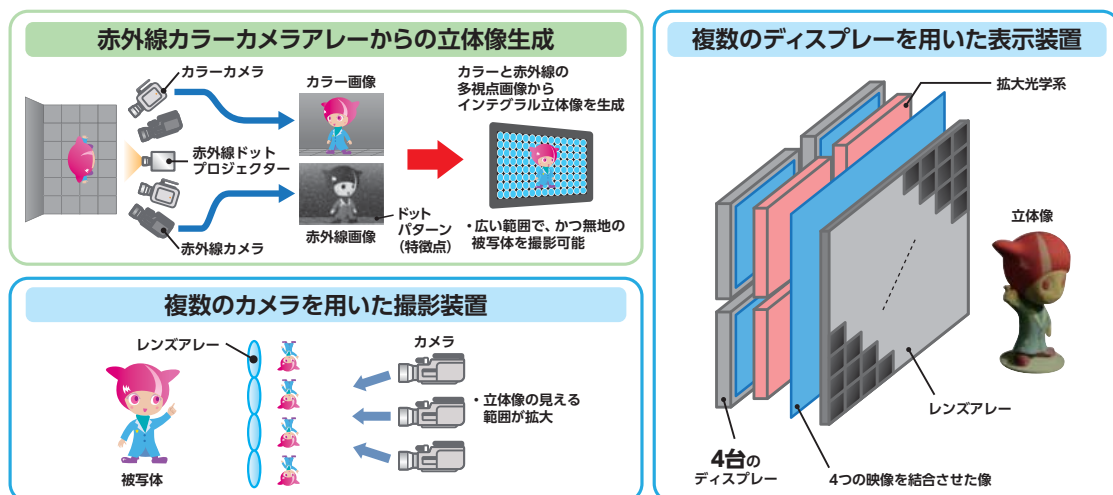 赤外線カラーカメラアレーからの立体像生成
カラーカメラ
赤外線ドット
プロジェクター
赤外線カメラ
カラー画像
赤外線画像
ドット
パターン
（特徴点）
カラーと赤外線の
多視点画像から
インテグラル立体像を生成
・広い範囲で、かつ無地の
被写体を撮影可能
複数のカメラを用いた撮影装置
レンズアレー
被写体
カメラ
・立体像の見える
範囲が拡大
複数のディスプレーを用いた表示装置
拡大光学系
立体像
レンズアレー
4台の
ディスプレー
4つの映像を結合させた像